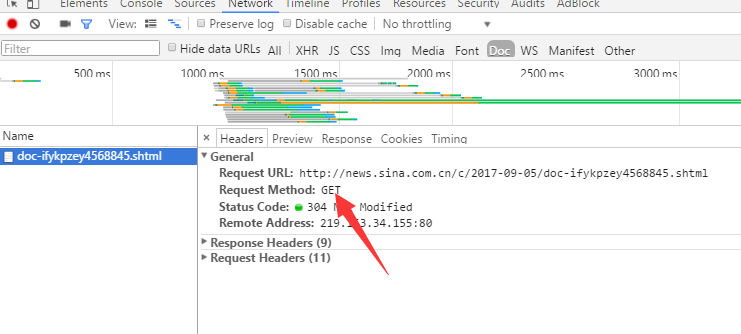 Elements Console Sources Network Timeline Profiles Resources Security Audits AdBlock
View: Preserve log Disable cache No throttling
Filter Hide data URLs All XHR JS CSS Img Media Font Doc WS Manifest Other
500 ms 1000 ms 1500 ms 2000 ms 2500 ms 3000 ms
Name × Headers Preview Response Cookies Timing
doc-ifykpzey4568845.shtml
General
Request URL: http://news.sina.com.cn/c/2017-09-05/doc-ifykpzey4568845.shtml
Request Method: GET
Status Code: 304 Modified
Remote Address: 34.155:80
Response Headers (9)
Request Headers (11)